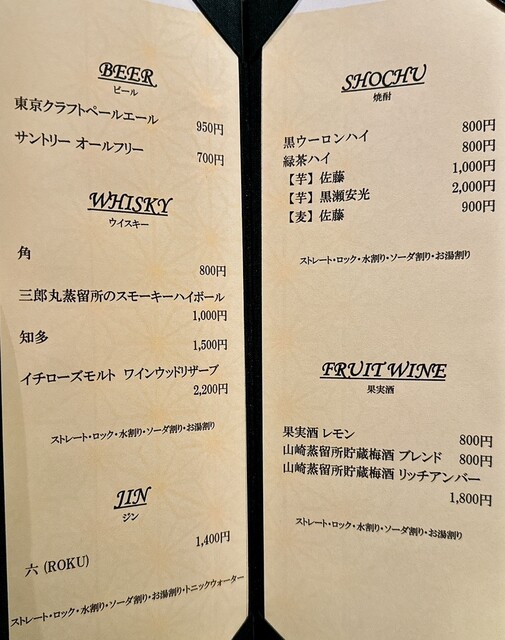 BEER
ビール
東京クラフトペールエール
950円
サントリー オールフリー
700円
WHISKY
ウイスキー
角
800円
三郎丸蒸留所のスモーキーハイボール
1,000円
知多
1,500円
イチローズモルト ワインウッドリザーブ
2,200円
ストレート・ロック・水割り・ソーダ割り・お湯割り
JIN
ジン
1,400円
六 (ROKU)
ストレート・ロック・水割り・ソーダ割り・お湯割り・トニックウォーター
SHOCHU
焼酎
黒ウーロンハイ 800円
緑茶ハイ 800円
【芋】佐藤 1,000円
【芋】黒瀬安光 2,000円
【麦】佐藤 900円
ストレート・ロック・水割り・ソーダ割り・お湯割り
FRUIT WINE
果実酒
果実酒 レモン 800円
山崎蒸留所貯蔵梅酒 ブレンド 800円
山崎蒸留所貯蔵梅酒 リッチアンバー
1,800円
ストレート・ロック・水割り・ソーダ割り・お湯割り